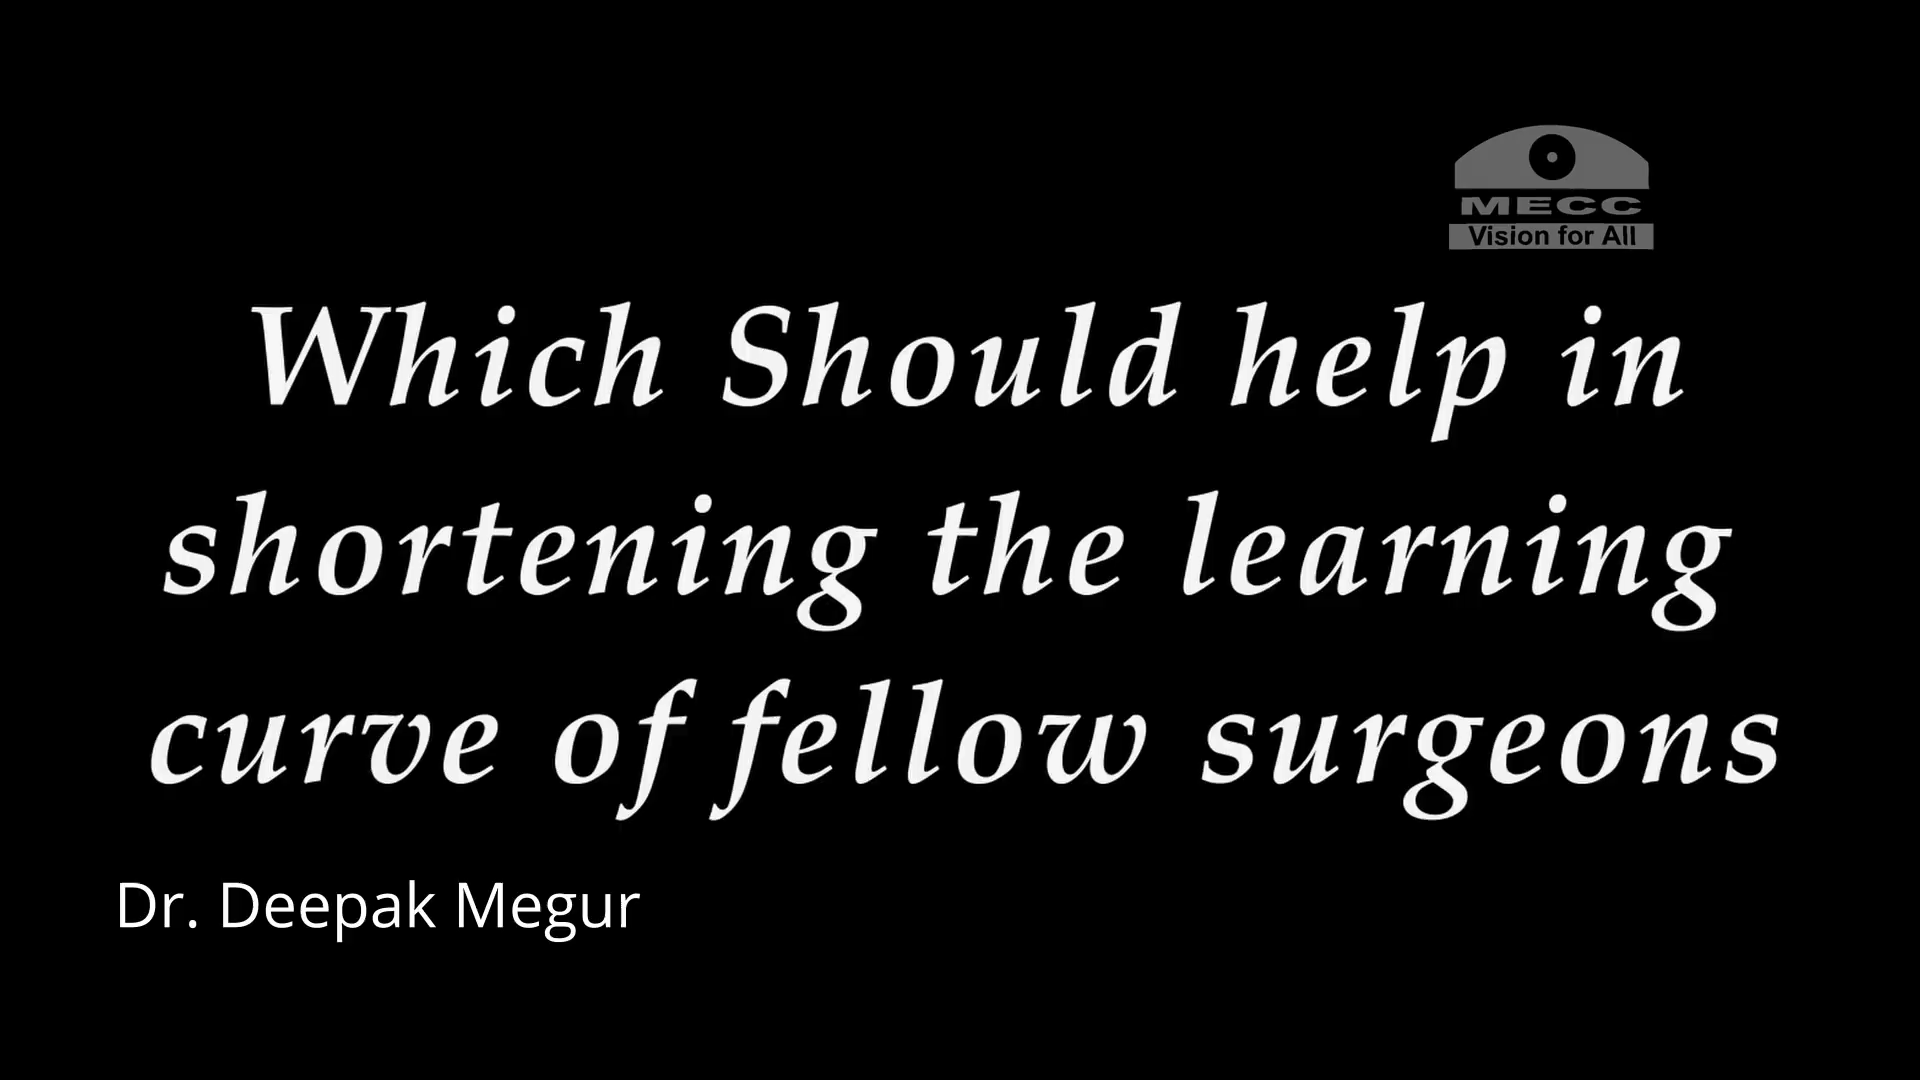 MECC
Vision for All
Which Should help in
shortening the learning
curve of fellow surgeons
Dr. Deepak Megur